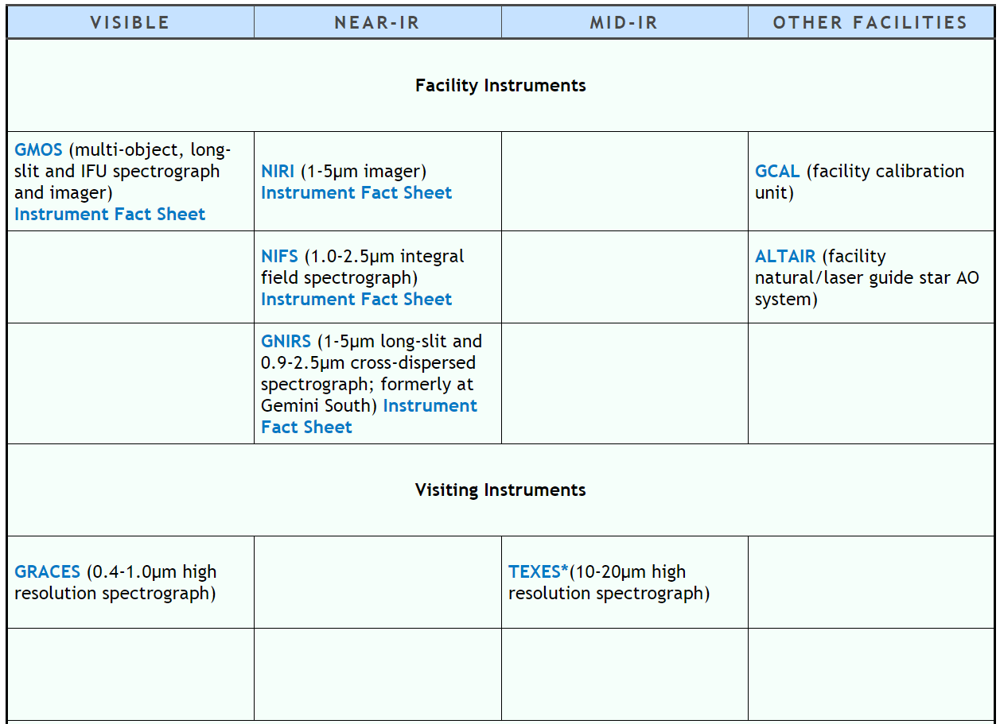 VISIBLE
NEAR-IR
MID-IR
OTHER FACILITIES
Facility Instruments
GMOS (multi-object, long-
slit and IFU spectrograph
and imager)
Instrument Fact Sheet
NIRI (1-5µm imager)
Instrument Fact Sheet
GCAL (facility calibration
unit)
NIFS (1.0-2.5µm integral
field spectrograph)
Instrument Fact Sheet
ALTAIR (facility
natural/laser guide star AO
system)
GNIRS (1-5µm long-slit and
0.9-2.5µm cross-dispersed
spectrograph; formerly at
Gemini South) Instrument
Fact Sheet
Visiting Instruments
GRACES (0.4-1.0µm high
resolution spectrograph)
TEXES*(10-20µm high
resolution spectrograph)